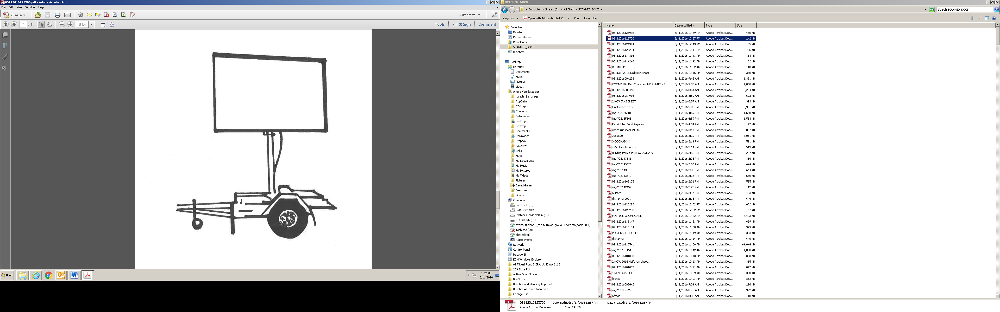 03112016125700.pdf - Adobe Acrobat Pro
File Edit View Window Help
Create
Customize
7 / 9
100%
Tools Fill & Sign Comment
Start
1:02 PM
3/11/2016
SCANNED_DOCS
Computer Shared (S:) All Staff SCANNED_DOCS
Search SCANNED_DOCS
Organize Open with Adobe Acrobat XI Print New folder
Favorites
Desktop
Recent Places
Downloads
SCANNED_DOCS
Dropbox
Desktop
Libraries
Documents
Music
Pictures
Videos
Alyssa Van Butzelaar
.oracle_jre_usage
AppData
CC-Logs
Contacts
DataWorks
Desktop
Desktop
Documents
Downloads
Dropbox
Favorites
Links
Music
My Documents
My Music
My Pictures
My Videos
Pictures
Saved Games
Searches
Videos
Computer
Local Disk (C:)
DVD Drive (D:)
SystemDisposableDisk (E:)
COCKBURN (F:)
avanbutzelaar (\\cockburn.wa.gov.au\userdata\home) (H:)
TechOne (O:)
Shared (S:)
Apple iPhone
Network
Control Panel
Recycle Bin
ECM Windows Explorer
62 Miguel Road BIBRA LAKE WA 6163
289 Gibbs Rd
Active Open Space
Bus Stops
Bushfire and Planning Approval
Bushfire Assesors to Report
Change Use
Name Date modified Type Size
03112016125936 3/11/2016 12:59 PM Adobe Acrobat Doc... 456 KB
03112016125700 3/11/2016 12:57 PM Adobe Acrobat Doc... 242 KB
03112016124944 3/11/2016 12:49 PM Adobe Acrobat Doc... 105 KB
03112016124204 3/11/2016 12:41 PM Adobe Acrobat Doc... 725 KB
03112016114314 3/11/2016 11:43 AM Adobe Acrobat Doc... 113 KB
03112016114240 3/11/2016 11:42 AM Adobe Acrobat Doc... 52 KB
DP 410341 3/11/2016 11:02 AM Adobe Acrobat Doc... 110 KB
02 NOV. 2016 Neil's run sheet 3/11/2016 10:16 AM Adobe Acrobat Doc... 350 KB
03112016094228 3/11/2016 9:42 AM Adobe Acrobat Doc... 1,331 KB
COC16170 - Red Charade - NO PLATES - To... 3/11/2016 9:36 AM Adobe Acrobat Doc... 1,088 KB
03112016085446 3/11/2016 8:54 AM Adobe Acrobat Doc... 3,204 KB
03112016084936 3/11/2016 8:50 AM Adobe Acrobat Doc... 522 KB
2 NOV IANS SHEET 3/11/2016 6:57 AM Adobe Acrobat Doc... 393 KB
Final Notice 1617 2/11/2016 5:06 PM Adobe Acrobat Doc... 8,391 KB
img-Y02165901 2/11/2016 4:59 PM Adobe Acrobat Doc... 1,560 KB
img-Y02165848 2/11/2016 4:59 PM Adobe Acrobat Doc... 1,583 KB
Receipt for Bond Payment 2/11/2016 4:34 PM Adobe Acrobat Doc... 27 KB
chace runsheet 21116 2/11/2016 3:47 PM Adobe Acrobat Doc... 897 KB
J051800 2/11/2016 3:39 PM Adobe Acrobat Doc... 4,051 KB
3 COONADOO 2/11/2016 3:14 PM Adobe Acrobat Doc... 511 KB
495 LIDDELOW RD 2/11/2016 3:14 PM Adobe Acrobat Doc... 519 KB
Building Permit InvBPay 2937269 2/11/2016 2:50 PM Adobe Acrobat Doc... 227 KB
img-Y02143531 2/11/2016 2:35 PM Adobe Acrobat Doc... 360 KB
img-Y02143525 2/11/2016 2:35 PM Adobe Acrobat Doc... 644 KB
img-Y02143519 2/11/2016 2:35 PM Adobe Acrobat Doc... 644 KB
img-Y02143512 2/11/2016 2:35 PM Adobe Acrobat Doc... 680 KB
02112016143105 2/11/2016 2:31 PM Adobe Acrobat Doc... 595 KB
img-Y02142452 2/11/2016 2:25 PM Adobe Acrobat Doc... 112 KB
a scott 2/11/2016 2:17 PM Adobe Acrobat Doc... 463 KB
d sharma-0001 2/11/2016 2:16 PM Adobe Acrobat Doc... 444 KB
02112016125223 2/11/2016 12:52 PM Adobe Acrobat Doc... 452 KB
02112016123230 2/11/2016 12:32 PM Adobe Acrobat Doc... 67 KB
FOI PAUL ODONOGHUE 2/11/2016 12:22 PM Adobe Acrobat Doc... 3,423 KB
02112016115147 2/11/2016 11:51 AM Adobe Acrobat Doc... 499 KB
02112016115104 2/11/2016 11:50 AM Adobe Acrobat Doc... 379 KB
PO RUNSHEET 1 11 16 2/11/2016 11:49 AM Adobe Acrobat Doc... 353 KB
d sharma 2/11/2016 11:14 AM Adobe Acrobat Doc... 440 KB
02112016110541 2/11/2016 11:06 AM Adobe Acrobat Doc... 44,044 KB
img-Y02104151 2/11/2016 10:42 AM Adobe Acrobat Doc... 1,850 KB
02112016101828 2/11/2016 10:18 AM Adobe Acrobat Doc... 828 KB
2 NOV. 2016 Neil's run sheet. 2/11/2016 10:13 AM Adobe Acrobat Doc... 315 KB
02112016101055 2/11/2016 10:11 AM Adobe Acrobat Doc... 827 KB
1 NOV IANS SHEET 2/11/2016 10:09 AM Adobe Acrobat Doc... 350 KB
license 2/11/2016 10:07 AM Adobe Acrobat Doc... 883 KB
02112016093442 2/11/2016 9:34 AM Adobe Acrobat Doc... 216 KB
img-Y02084229 2/11/2016 8:42 AM Adobe Acrobat Doc... 322 KB
eftpos 2/11/2016 8:30 AM Adobe Acrobat Doc... 18 KB
03112016125700 Date modified: 3/11/2016 12:57 PM Date created: 3/11/2016 12:57 PM
Adobe Acrobat Document Size: 241 KB